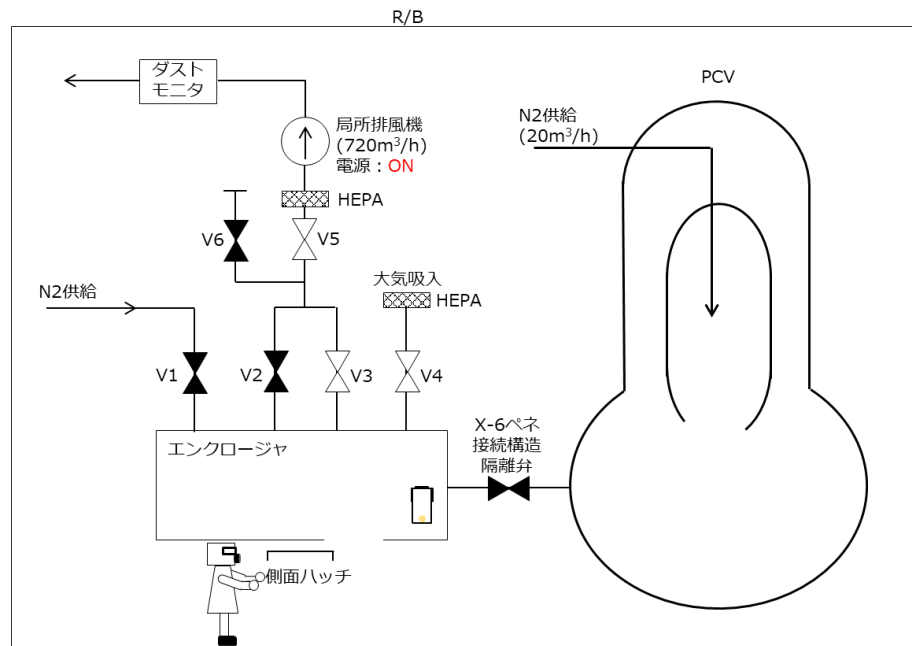 R/B
ダスト
モニタ
PCV
局所排風機
(720m³/h)
電源：ON
N2供給
(20m³/h)
HEPA
V6
V5
大気吸入
HEPA
N2供給
V1
V2
V3
V4
エンクロージャ
X-6ペネ
接続構造
隔離弁
側面ハッチ